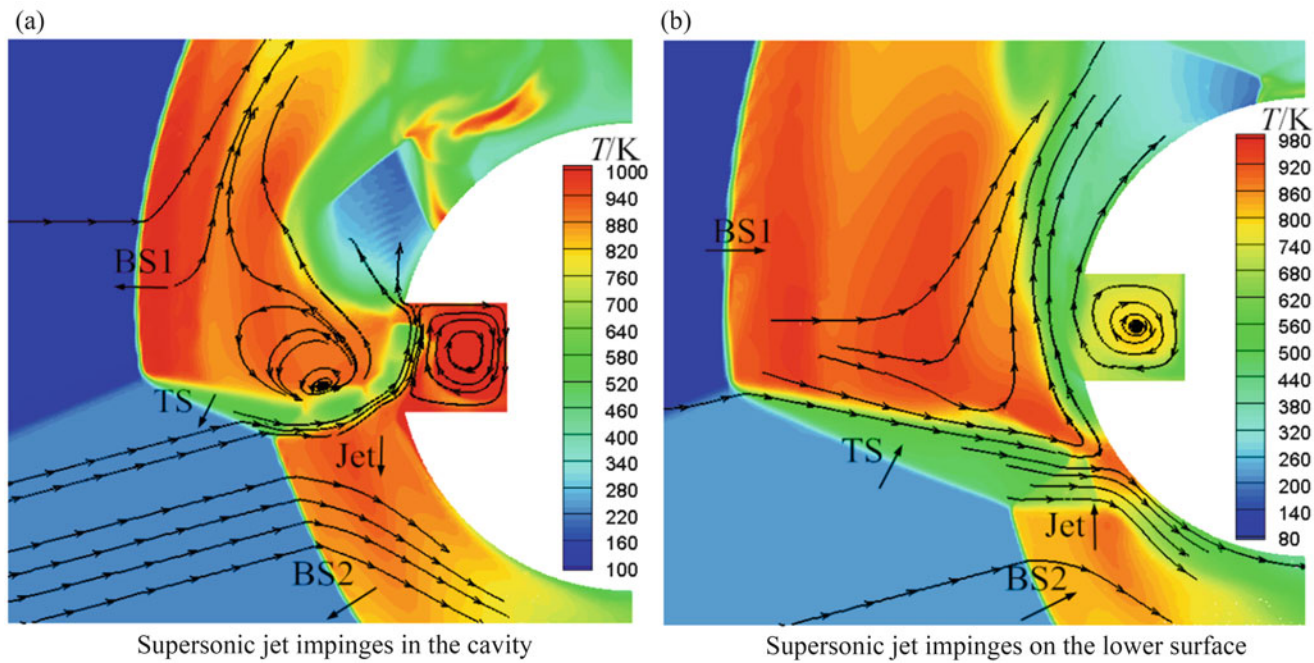 (a)
(b)
T/K
1000
940
880
820
760
700
640
580
520
460
400
340
280
220
160
100
BS1
TS
Jet
BS2
T/K
980
920
860
800
740
680
620
560
500
440
380
320
260
200
140
80
BS1
TS
Jet
BS2
Supersonic jet impinges in the cavity
Supersonic jet impinges on the lower surface